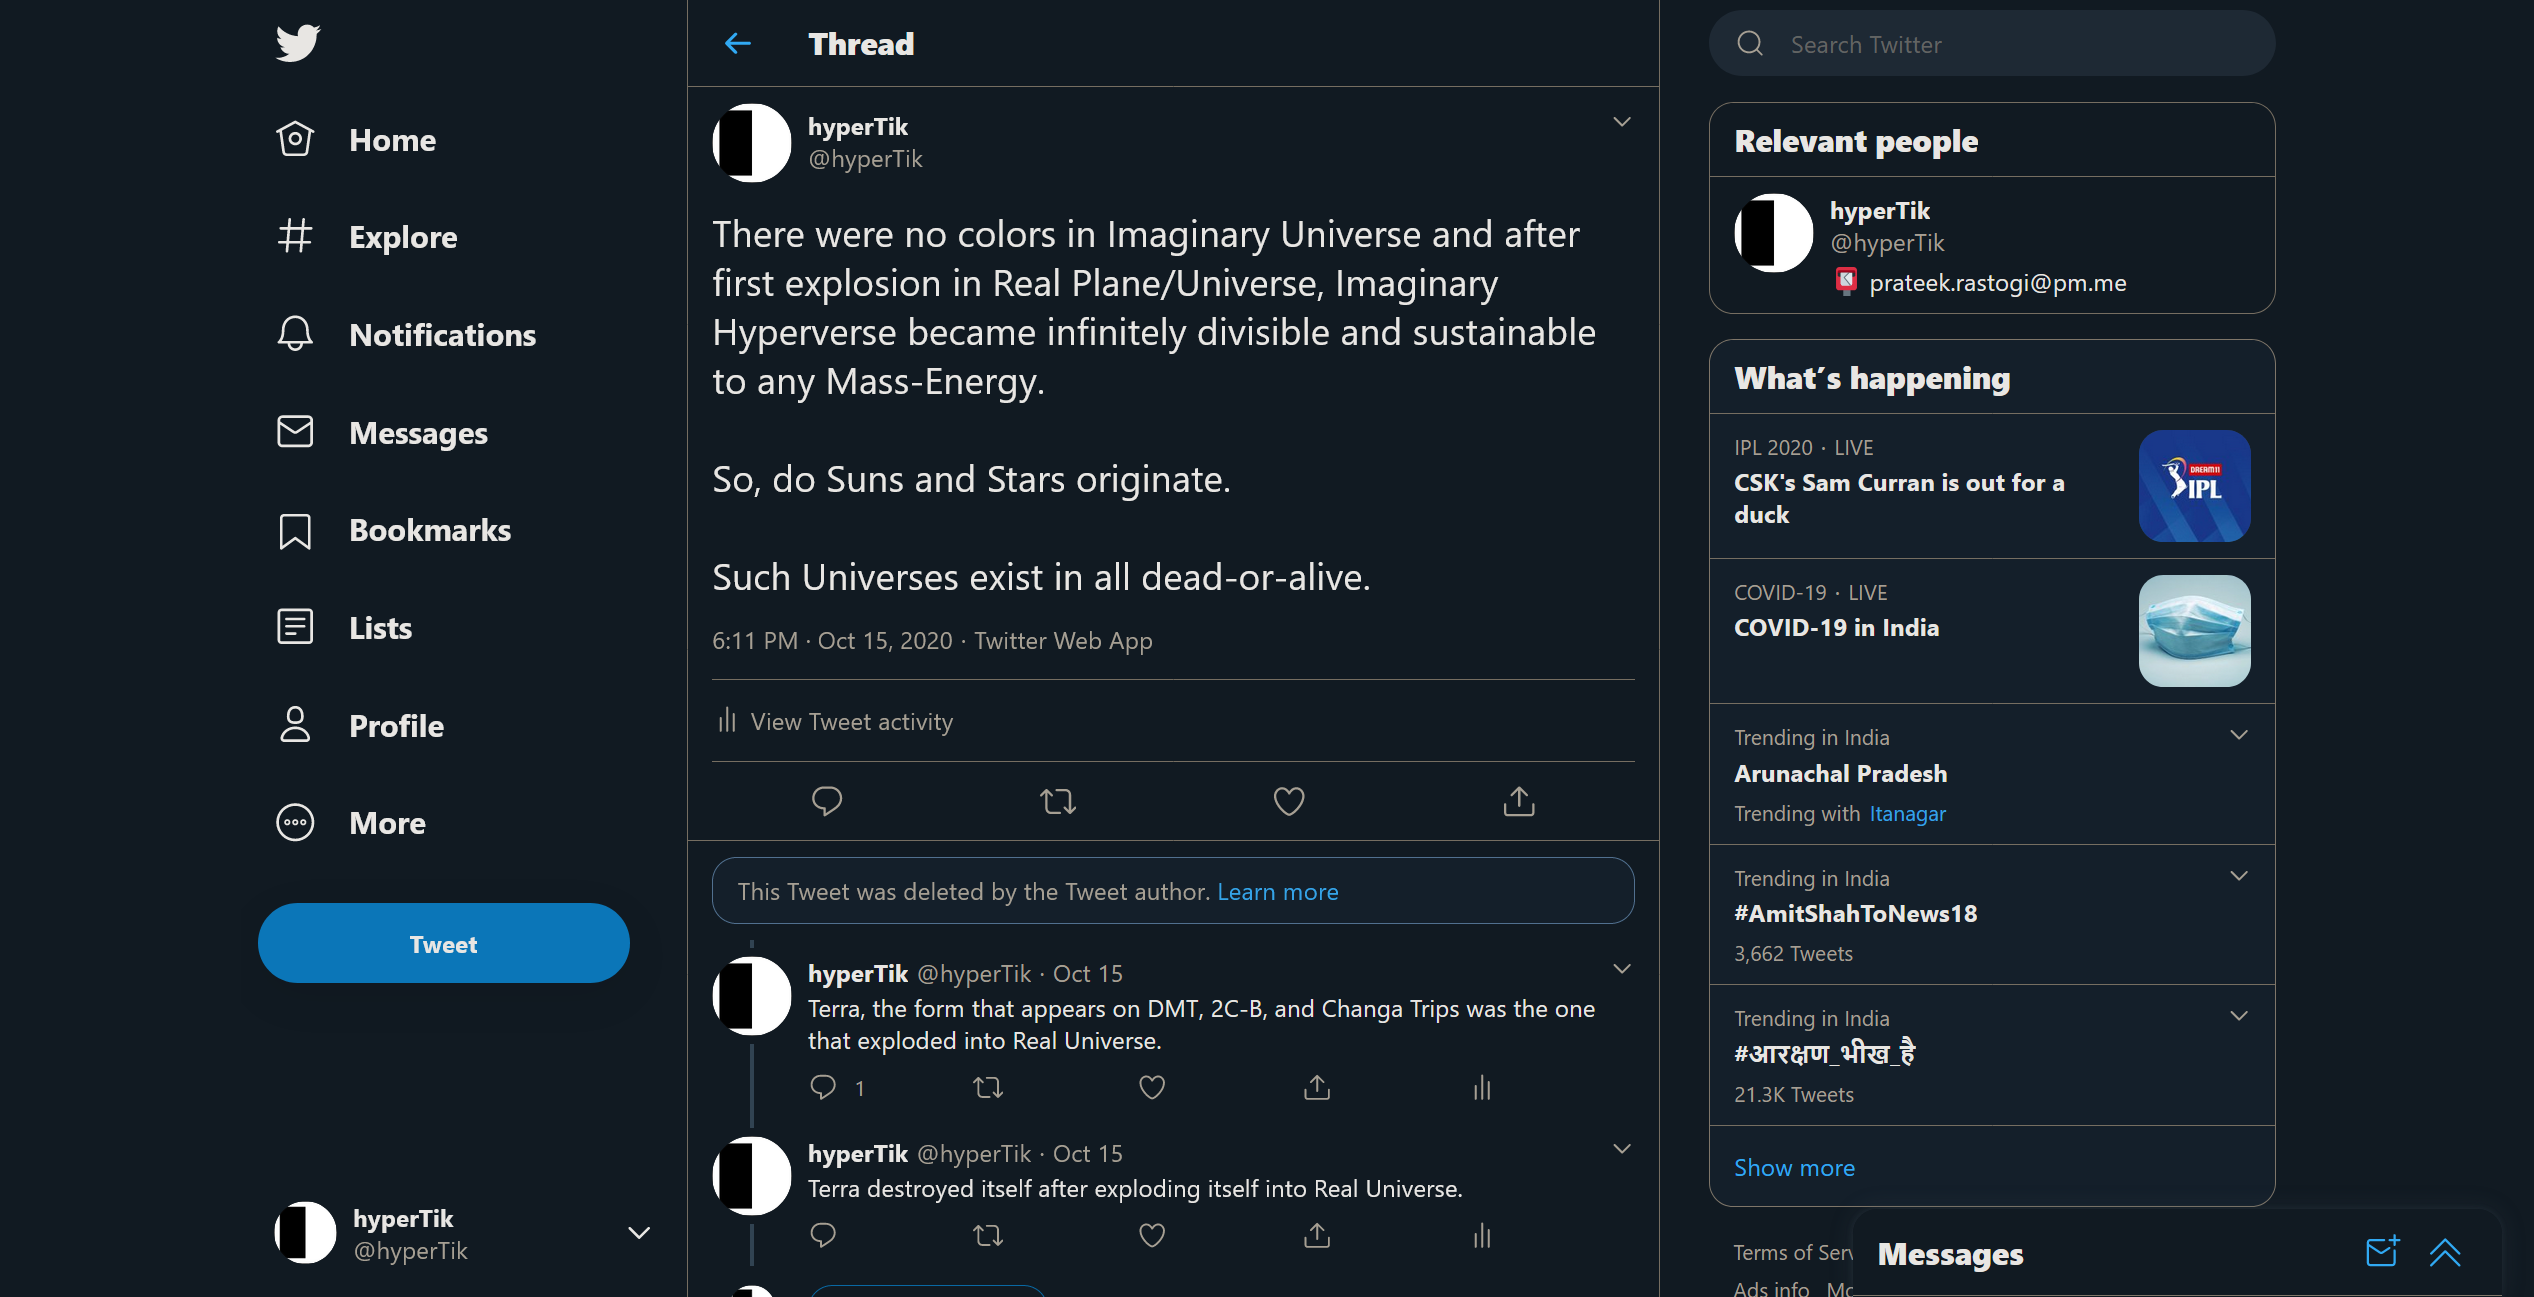 Home
Explore
Notifications
Messages
Bookmarks
Lists
Profile
More
Tweet
hyperTik
@hyperTik
Thread
hyperTik
@hyperTik
There were no colors in Imaginary Universe and after
first explosion in Real Plane/Universe, Imaginary
Hyperverse became infinitely divisible and sustainable
to any Mass-Energy.
So, do Suns and Stars originate.
Such Universes exist in all dead-or-alive.
6:11 PM · Oct 15, 2020 · Twitter Web App
View Tweet activity
This Tweet was deleted by the Tweet author. Learn more
hyperTik @hyperTik · Oct 15
Terra, the form that appears on DMT, 2C-B, and Changa Trips was the one
that exploded into Real Universe.
1
hyperTik @hyperTik · Oct 15
Terra destroyed itself after exploding itself into Real Universe.
Search Twitter
Relevant people
hyperTik
@hyperTik
prateek.rastogi@pm.me
What´s happening
IPL 2020 · LIVE
CSK's Sam Curran is out for a
duck
DREAM11
IPL
COVID-19 · LIVE
COVID-19 in India
Trending in India
Arunachal Pradesh
Trending with Itanagar
Trending in India
#AmitShahToNews18
3,662 Tweets
Trending in India
#आरक्षण_भीख_है
21.3K Tweets
Show more
Terms of Serv
Ads info
Messages